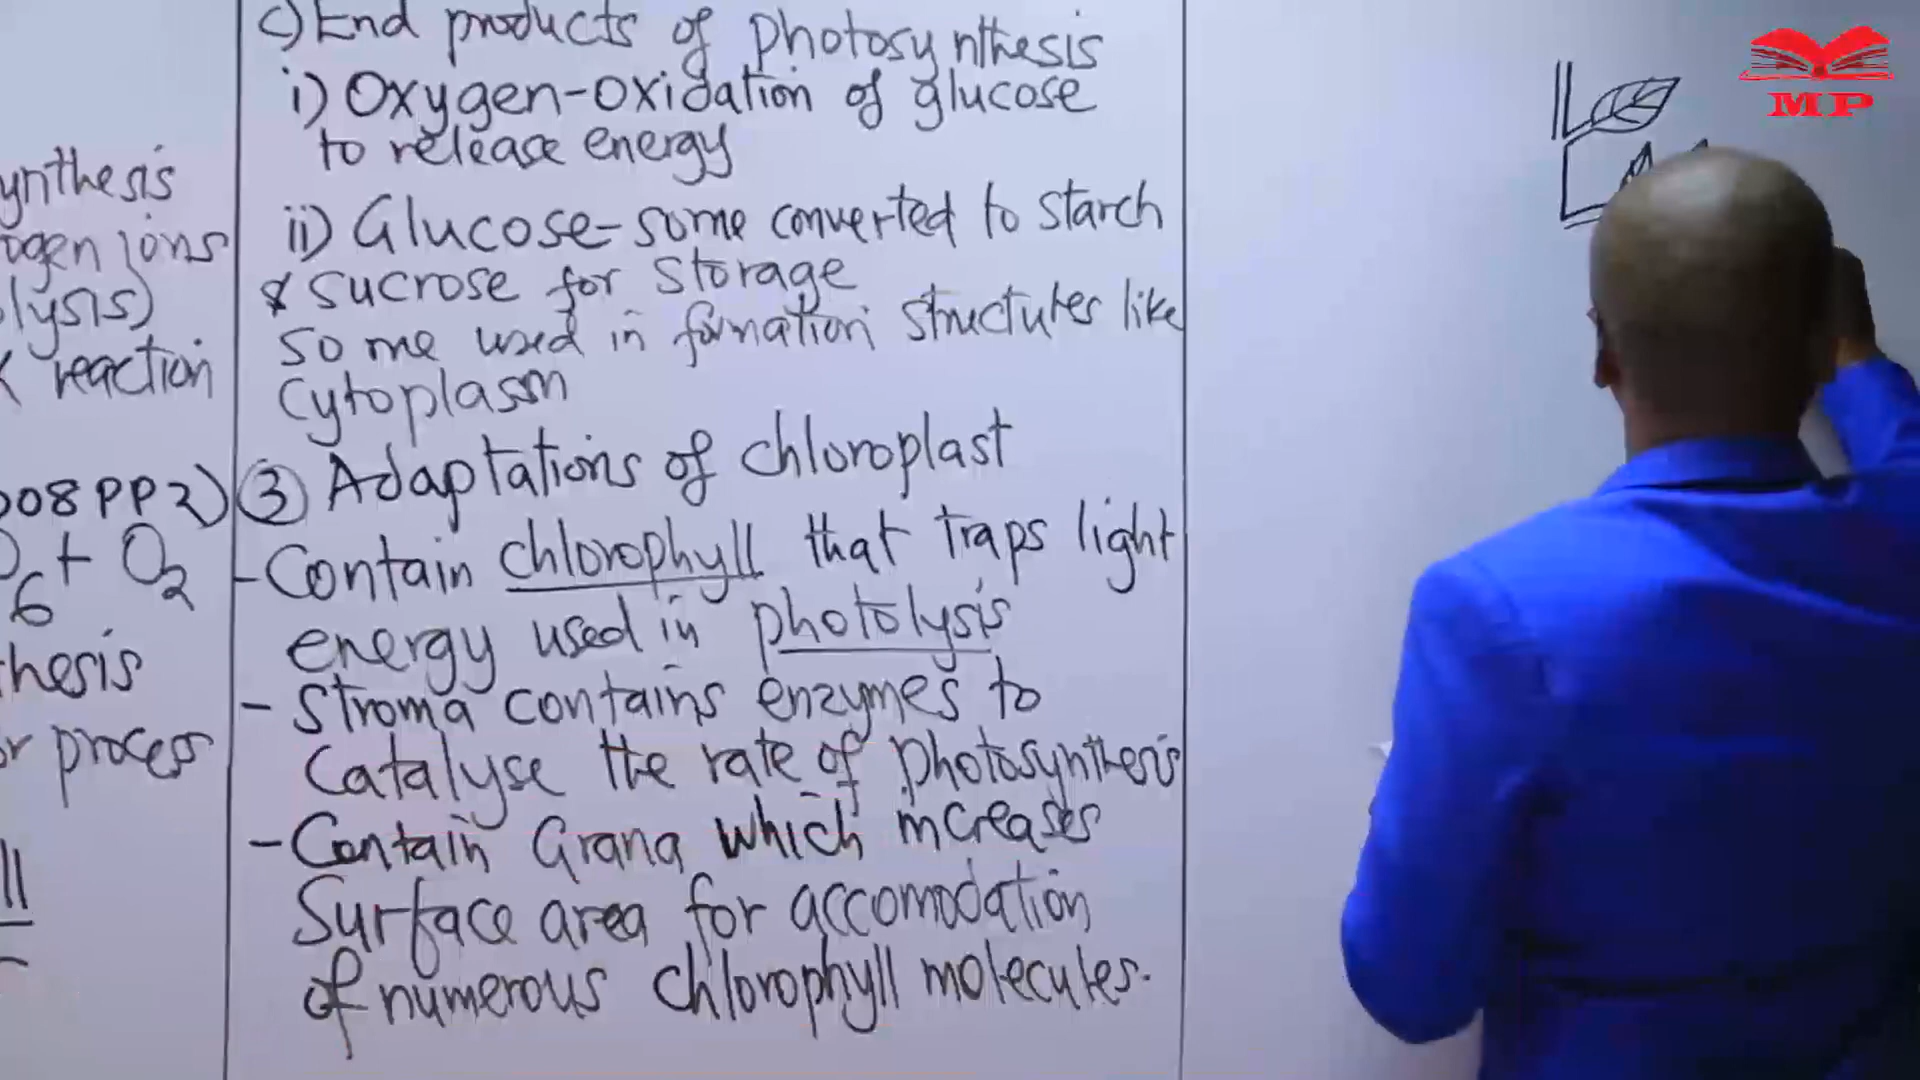 ynthesis
ogen ions
lysis)
reaction
008 PP2)
6 + O2
hesis
or process
ll
c) End products of photosynthesis
i) Oxygen-oxidation of glucose
to release energy
ii) Glucose-some converted to starch
& sucrose for storage
some used in formation structures like
cytoplasm
③ Adaptations of chloroplast
-Contain chlorophyll that traps light
energy used in photolysis
- Stroma contains enzymes to
Catalyse the rate of photosynthesis
- Contain Grana which increases
Surface area for accomodation
of numerous chlorophyll molecules.
MP